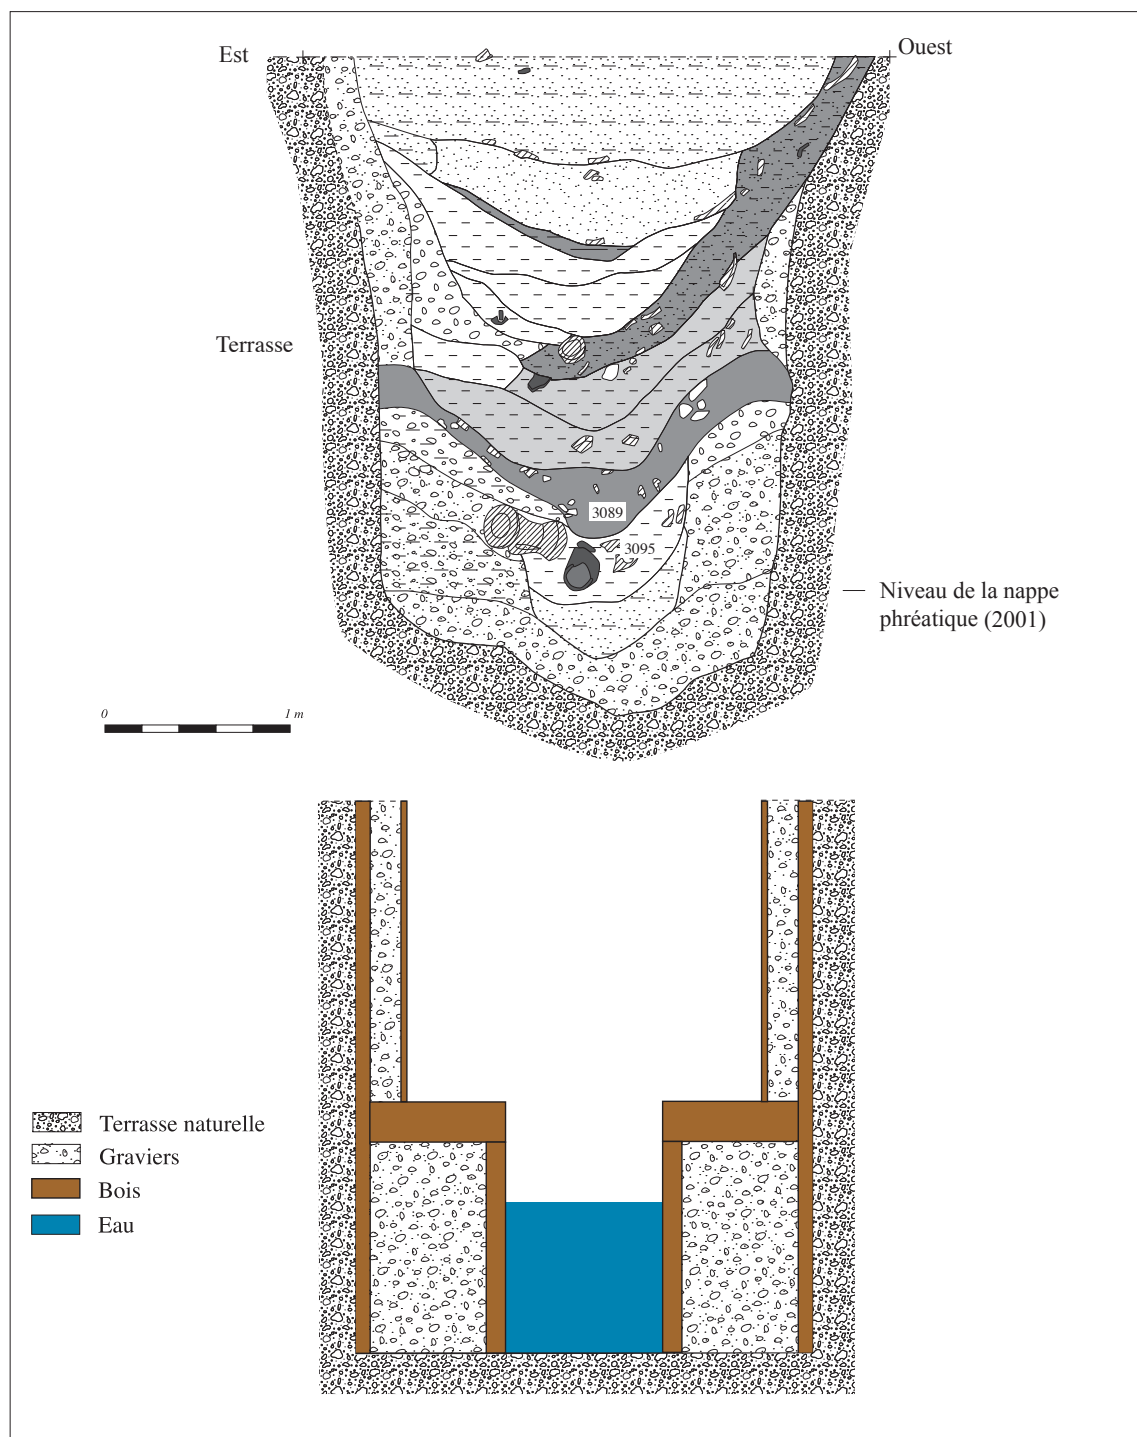 Est
Ouest
Terrasse
3089
3095
Niveau de la nappe
phréatique (2001)
0 1 m
Terrasse naturelle
Graviers
Bois
Eau